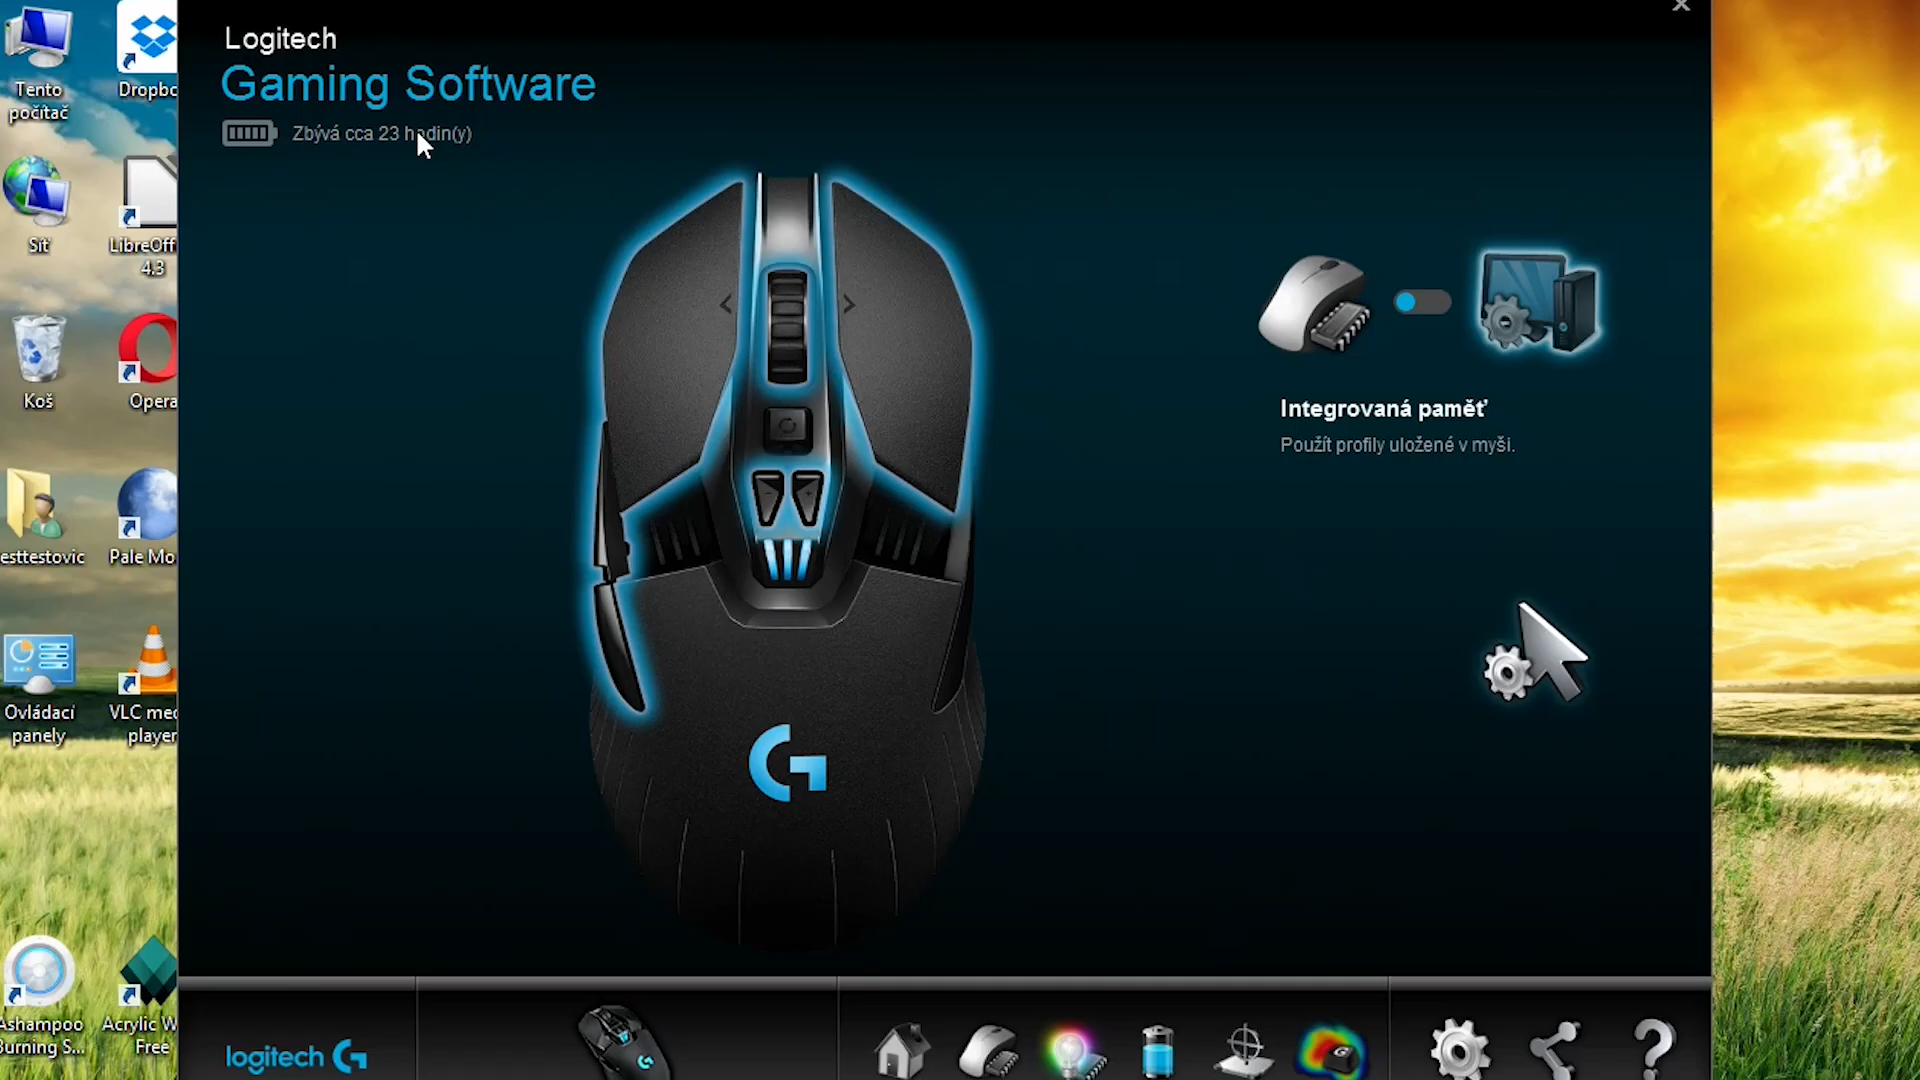 Logitech
Gaming Software
Zbývá cca 23 hodin(y)
Integrovaná paměť
Použít profily uložené v myši.
Tento
počítač
Dropbo
Síť
LibreOff
4.3
Koš
Opera
esttestovic
Pale Mo
Ovládací
panely
VLC med
player
Ashampoo
Burning S...
Acrylic W
Free
logitech G